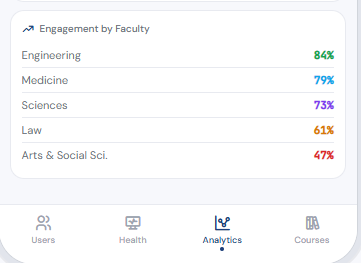 Engagement by Faculty
Engineering 84%
Medicine 79%
Sciences 73%
Law 61%
Arts & Social Sci. 47%
Users Health Analytics Courses